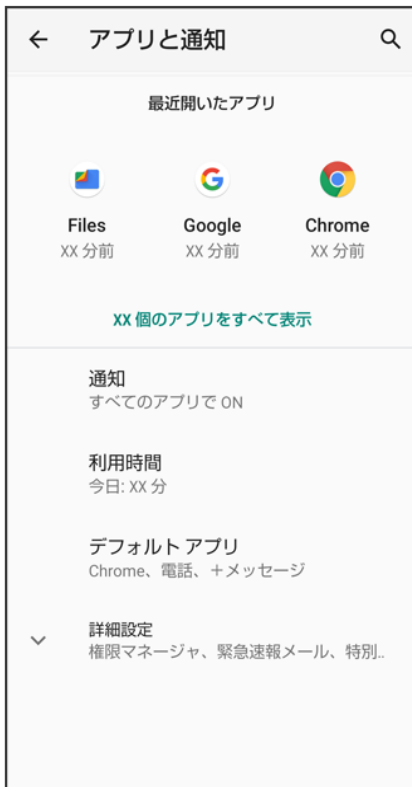 アプリと通知
最近開いたアプリ
Files Google Chrome
XX 分前 XX 分前 XX 分前
XX 個のアプリをすべて表示
通知
すべてのアプリで ON
利用時間
今日: XX 分
デフォルト アプリ
Chrome、電話、＋メッセージ
詳細設定
権限マネージャ、緊急速報メール、特別..